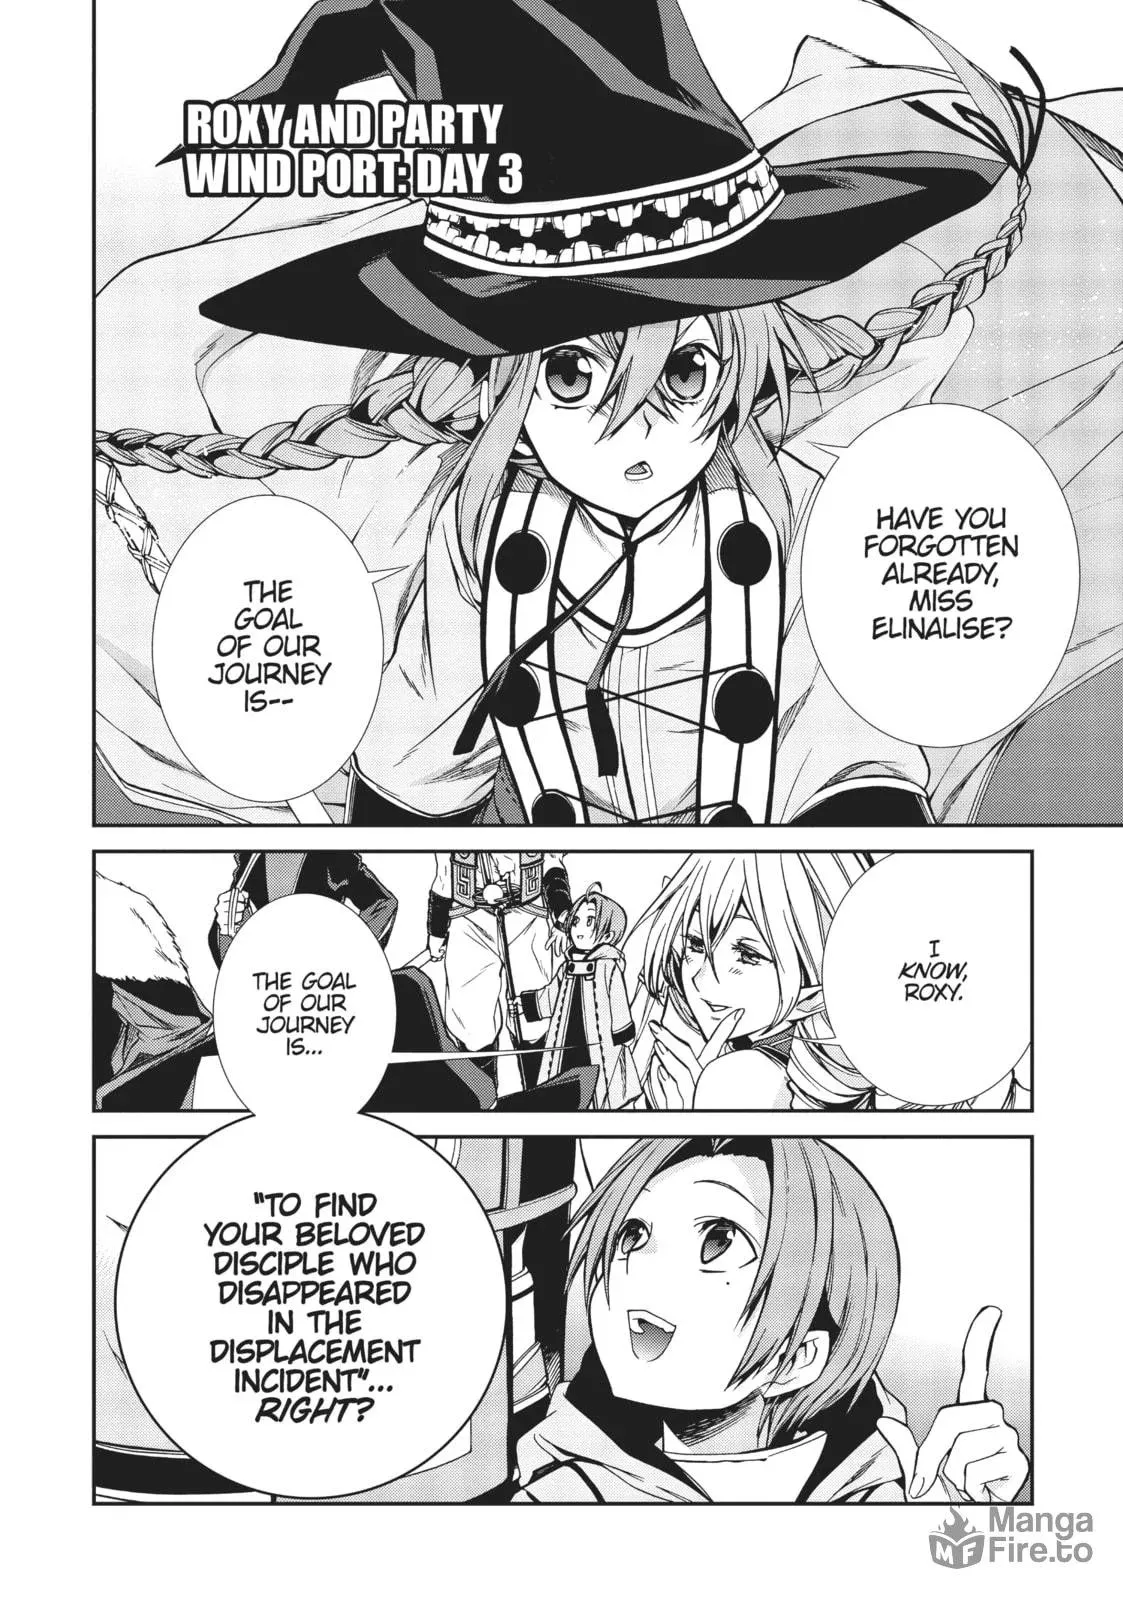 ROXY AND PARTY
WIND PORT: DAY 3
HAVE YOU
FORGOTTEN
ALREADY,
MISS
ELINALISE?
THE
GOAL
OF OUR
JOURNEY
IS--
I
KNOW,
ROXY.
THE GOAL
OF OUR
JOURNEY
IS...
"TO FIND
YOUR BELOVED
DISCIPLE WHO
DISAPPEARED
IN THE
DISPLACEMENT
INCIDENT"...
RIGHT?
Manga
MF Fire.to